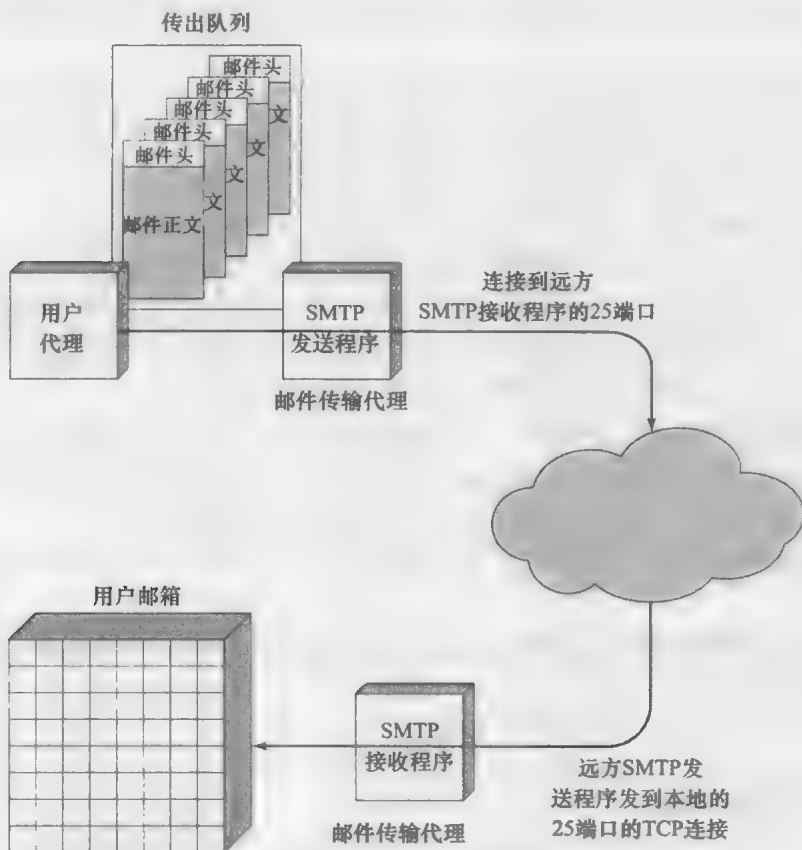 传出队列
邮件头
邮件头
邮件头
邮件头
邮件头
文
文
文
文
邮件正文
用户
代理
SMTP
发送程序
邮件传输代理
连接到远方
SMTP接收程序的25端口
用户邮箱
SMTP
接收程序
邮件传输代理
远方SMTP发
送程序发到本地的
25端口的TCP连接